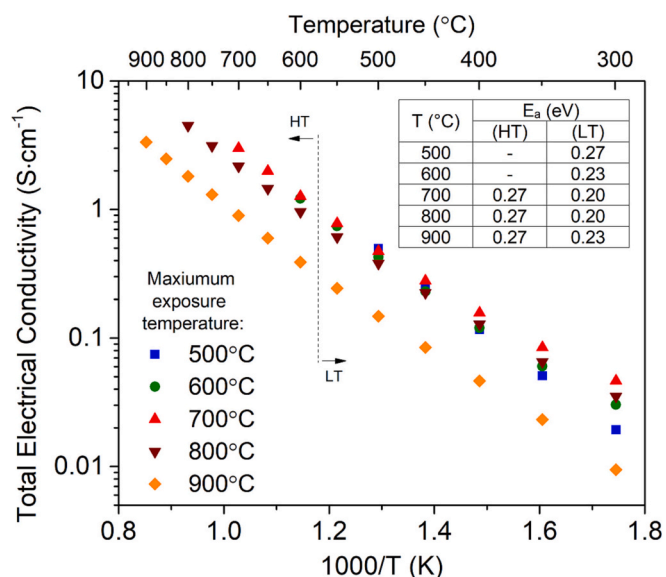 Temperature (°C)
900 800 700 600 500 400 300
Total Electrical Conductivity (S·cm⁻¹)
10
1
0.1
0.01
HT
LT
T (°C) Eₐ (eV)
(HT) (LT)
500 - 0.27
600 - 0.23
700 0.27 0.20
800 0.27 0.20
900 0.27 0.23
Maxiumum
exposure
temperature:
500°C
600°C
700°C
800°C
900°C
0.8 1.0 1.2 1.4 1.6 1.8
1000/T (K)